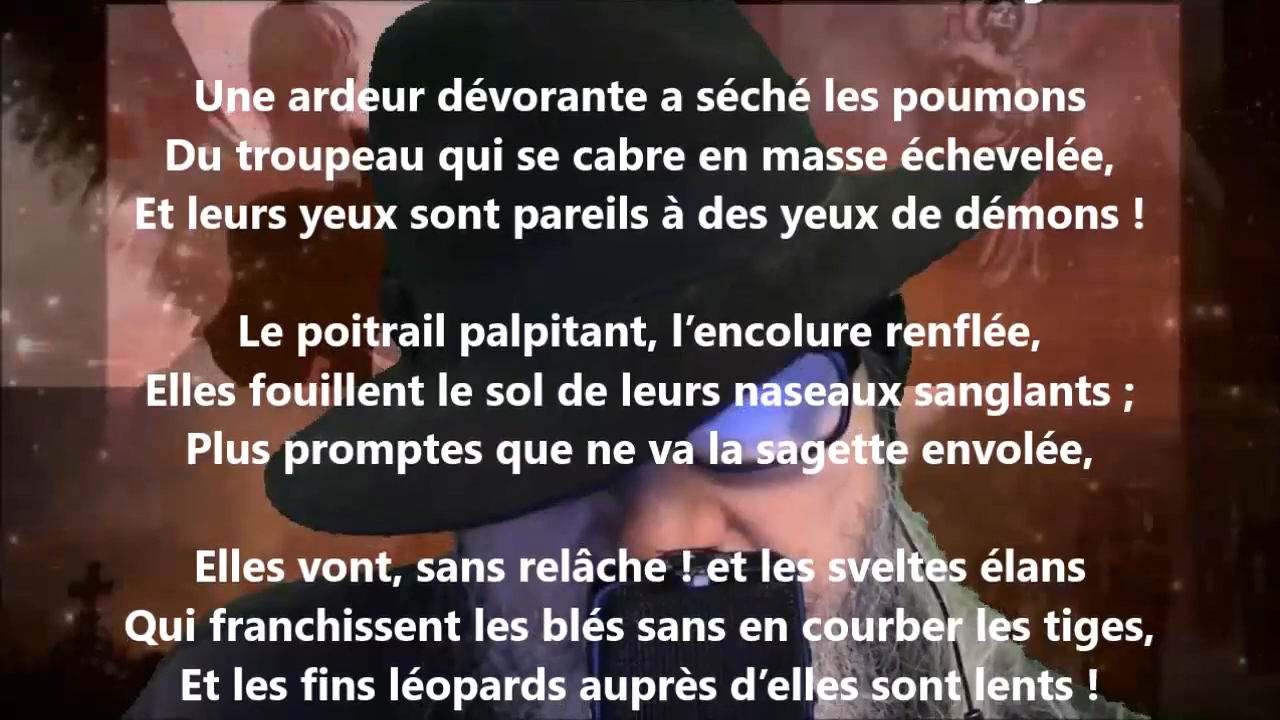 Une ardeur dévorante a séché les poumons
Du troupeau qui se cabre en masse échevelée,
Et leurs yeux sont pareils à des yeux de démons !
Le poitrail palpitant, l’encolure renflée,
Elles fouillent le sol de leurs naseaux sanglants ;
Plus promptes que ne va la sagette envolée,
Elles vont, sans relâche ! et les sveltes élans
Qui franchissent les blés sans en courber les tiges,
Et les fins léopards auprès d’elles sont lents !